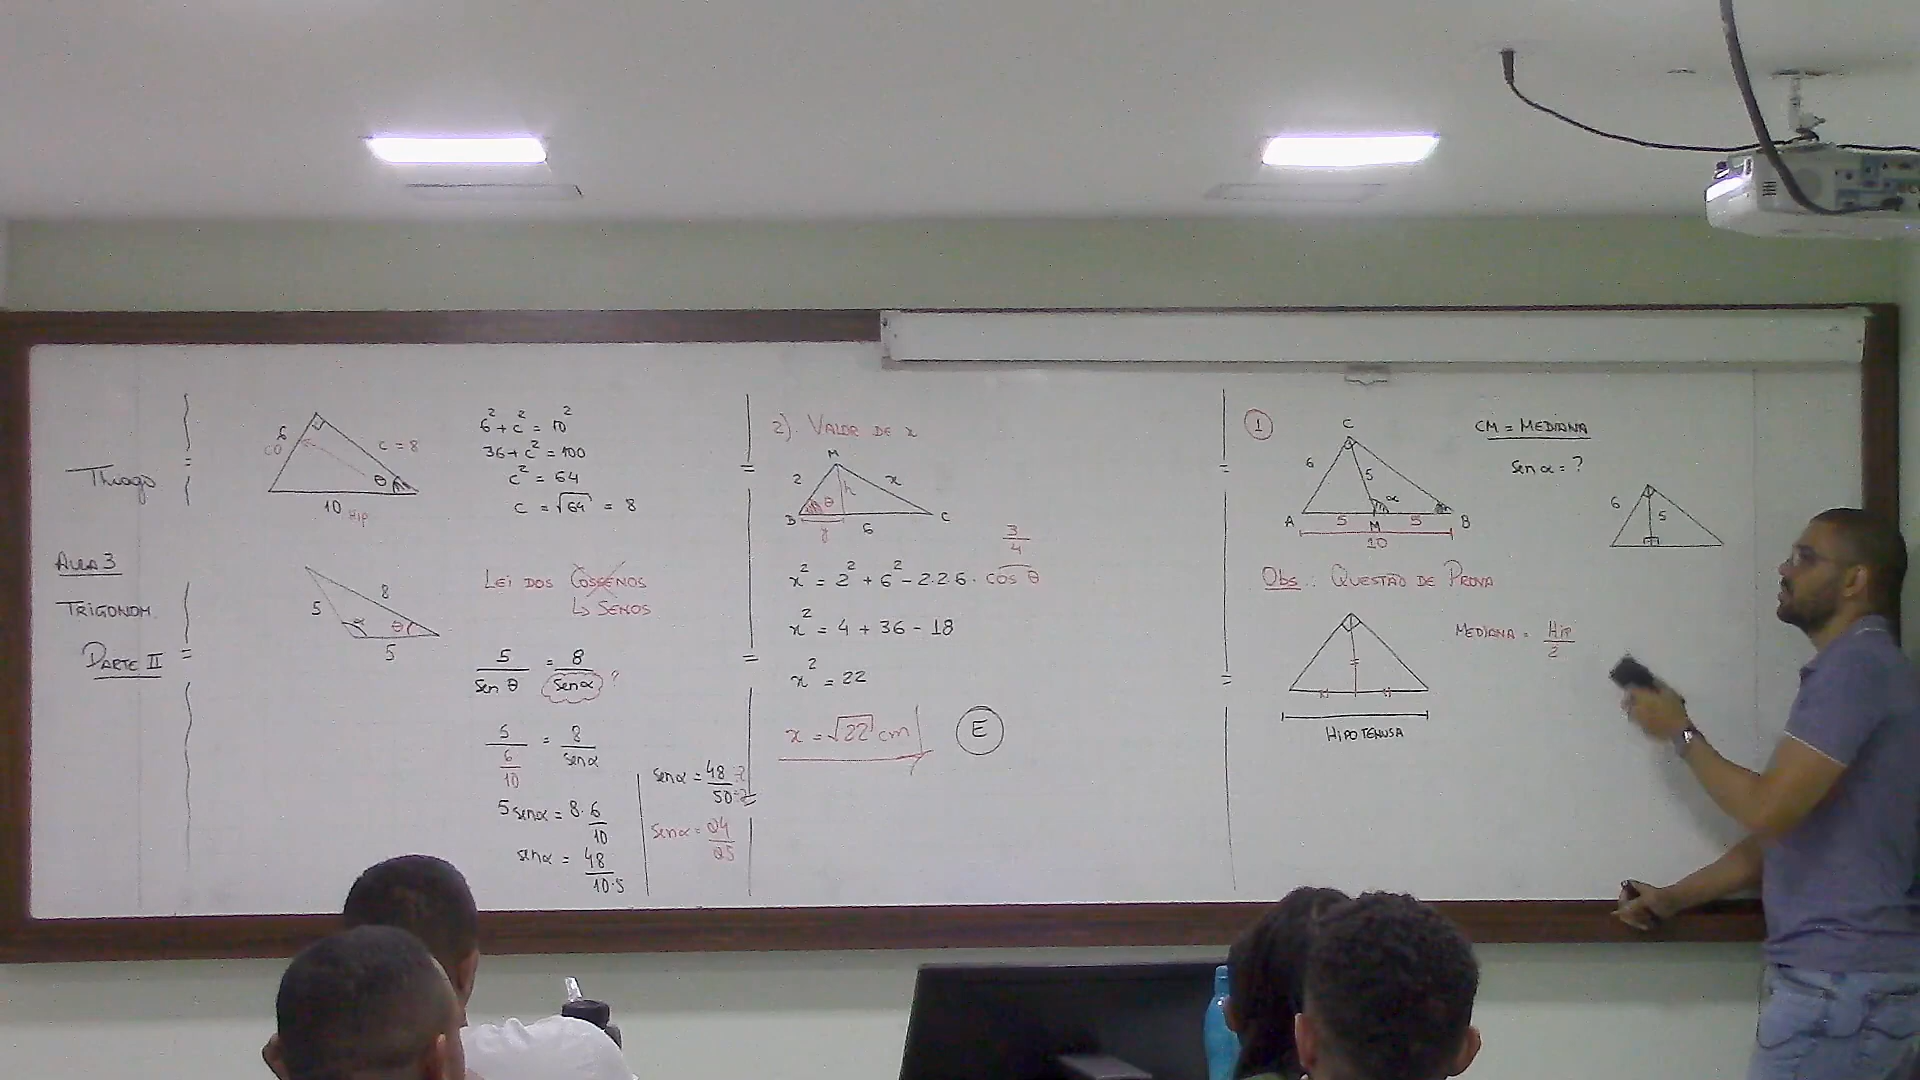 Thiago
AULA 3
TRIGONOM.
PARTE II
6
CO
c = 8
θ
10 HIP
6² + c² = 10²
36 + c² = 100
c² = 64
c = √64 = 8
8
5
α
θ
5
LEI DOS COSSENOS
↳ SENOS
5/sen θ = 8/sen α ?
5/(6/10) = 8/sen α
5 sen α = 8 · 6/10
sen α = 48/10·5
sen α = 48/50 ÷2 ÷2
sen α = 24/25
2). VALOR DE x
M
2
h
x
θ
B
C
y
6
3/4
x² = 2² + 6² - 2.2.6. cos θ
x² = 4 + 36 - 18
x² = 22
x = √22 cm
E
1
C
6
5
α
A
5
M
5
B
10
CM = MEDIANA
sen α = ?
6
5
Obs.: QUESTÃO DE PROVA
MEDIANA = HIP/2
HIPOTENUSA